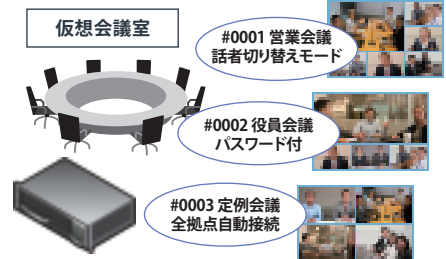 仮想会議室
#0001 営業会議
話者切り替えモード
#0002 役員会議
パスワード付
#0003 定例会議
全拠点自動接続